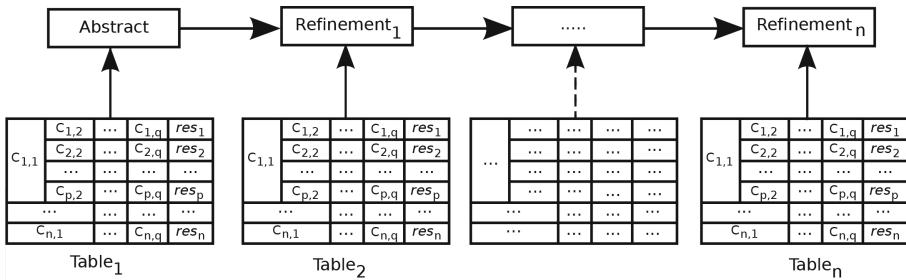 Abstract Refinement₁ ..... Refinementₙ
C₁,₂ ... C₁,q res₁ C₁,₂ ... C₁,q res₁ ... ... ... ... C₁,₂ ... C₁,q res₁
C₁,₁ C₂,₂ ... C₂,q res₂ C₁,₁ C₂,₂ ... C₂,q res₂ ... ... ... ... ... C₁,₁ C₂,₂ ... C₂,q res₂
... ... ... ... ... ... ... ... ... ... ... ...
Cp,₂ ... Cp,q resp Cp,₂ ... Cp,q resp ... ... ... ... Cp,₂ ... Cp,q resp
... ... ... ... ... ... ... ... ... ... ... ... ... ... ... ...
Cn,₁ ... Cn,q resn Cn,₁ ... Cn,q resn ... ... ... ... Cn,₁ ... Cn,q resn
Table₁ Table₂ Tableₙ